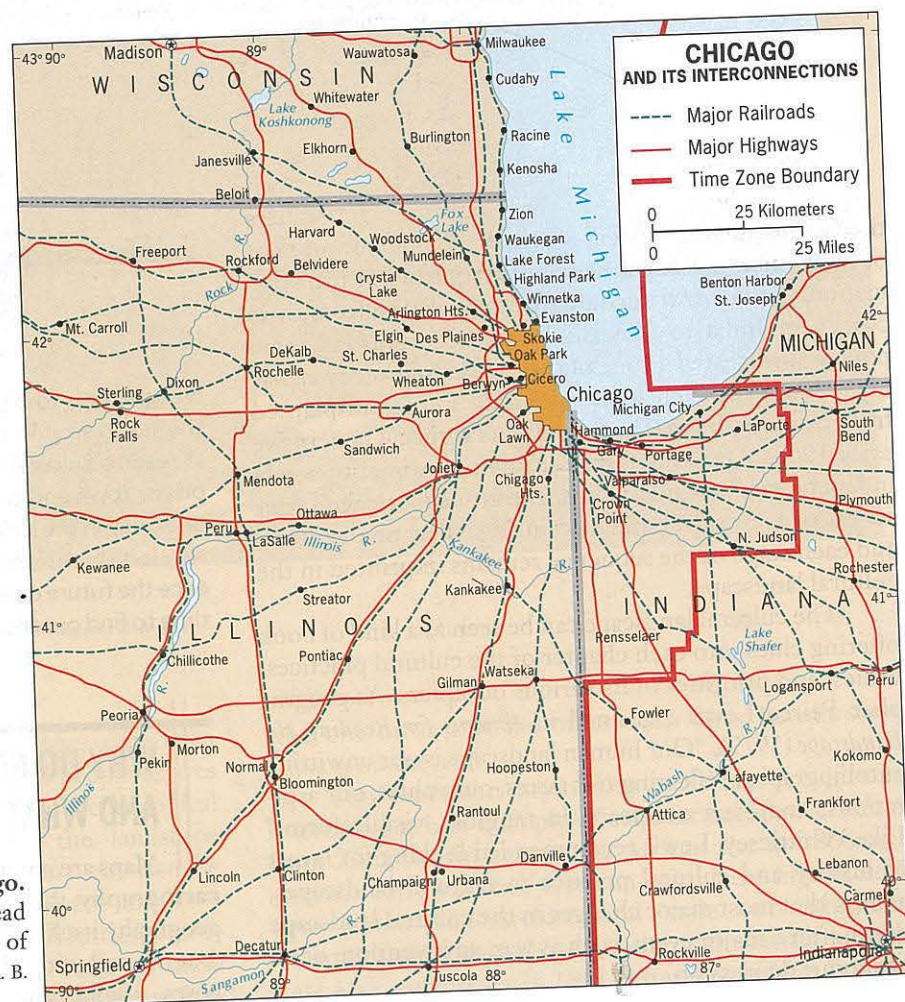 CHICAGO
AND ITS INTERCONNECTIONS
Major Railroads
Major Highways
Time Zone Boundary
0 25 Kilometers
0 25 Miles
43° 90°
89°
Madison
Wauwatosa
Milwaukee
Cudahy
WISCONSIN
Lake Koshkonong
Whitewater
Lake Michigan
Janesville
Elkhorn
Burlington
Racine
Kenosha
Beloit
Zion
Fox Lake
Harvard
Woodstock
Waukegan
Mundelein
Lake Forest
Freeport
Rockford
Belvidere
Crystal Lake
Highland Park
Winnetka
Benton Harbor
St. Joseph
Rock R.
Arlington Hts.
Evanston
Mt. Carroll
42°
Elgin
Des Plaines
Skokie
42°
MICHIGAN
Oak Park
DeKalb
St. Charles
Niles
Dixon
Rochelle
Wheaton
Berwyn
Cicero
Chicago
Sterling
Rock Falls
Aurora
Michigan City
Oak Lawn
Hammond
LaPorte
South Bend
Sandwich
Gary
Portage
Joliet
Mendota
Chigago Hts.
Valparaiso
Crown Point
Plymouth
Peru
Ottawa
LaSalle
Illinois R.
N. Judson
Kewanee
Kankakee R.
Rochester
Streator
Kankakee
41°
41°
ILLINOIS
INDIANA
Rensselaer
Lake Shafer
Chillicothe
Pontiac
Watseka
Gilman
Logansport
Peru
Peoria
Fowler
Morton
Pekin
Normal
Bloomington
Hoopeston
Lafayette
Kokomo
Illinois R.
Wabash R.
Rantoul
Attica
Frankfort
Lincoln
Clinton
Champaign
Urbana
Danville
Lebanon
Crawfordsville
Carmel
40°
40°
Decatur
Rockville
Indianapolis
Springfield
Sangamon R.
Tuscola
90°
89°
88°
87°
go.
ead
of
. B.